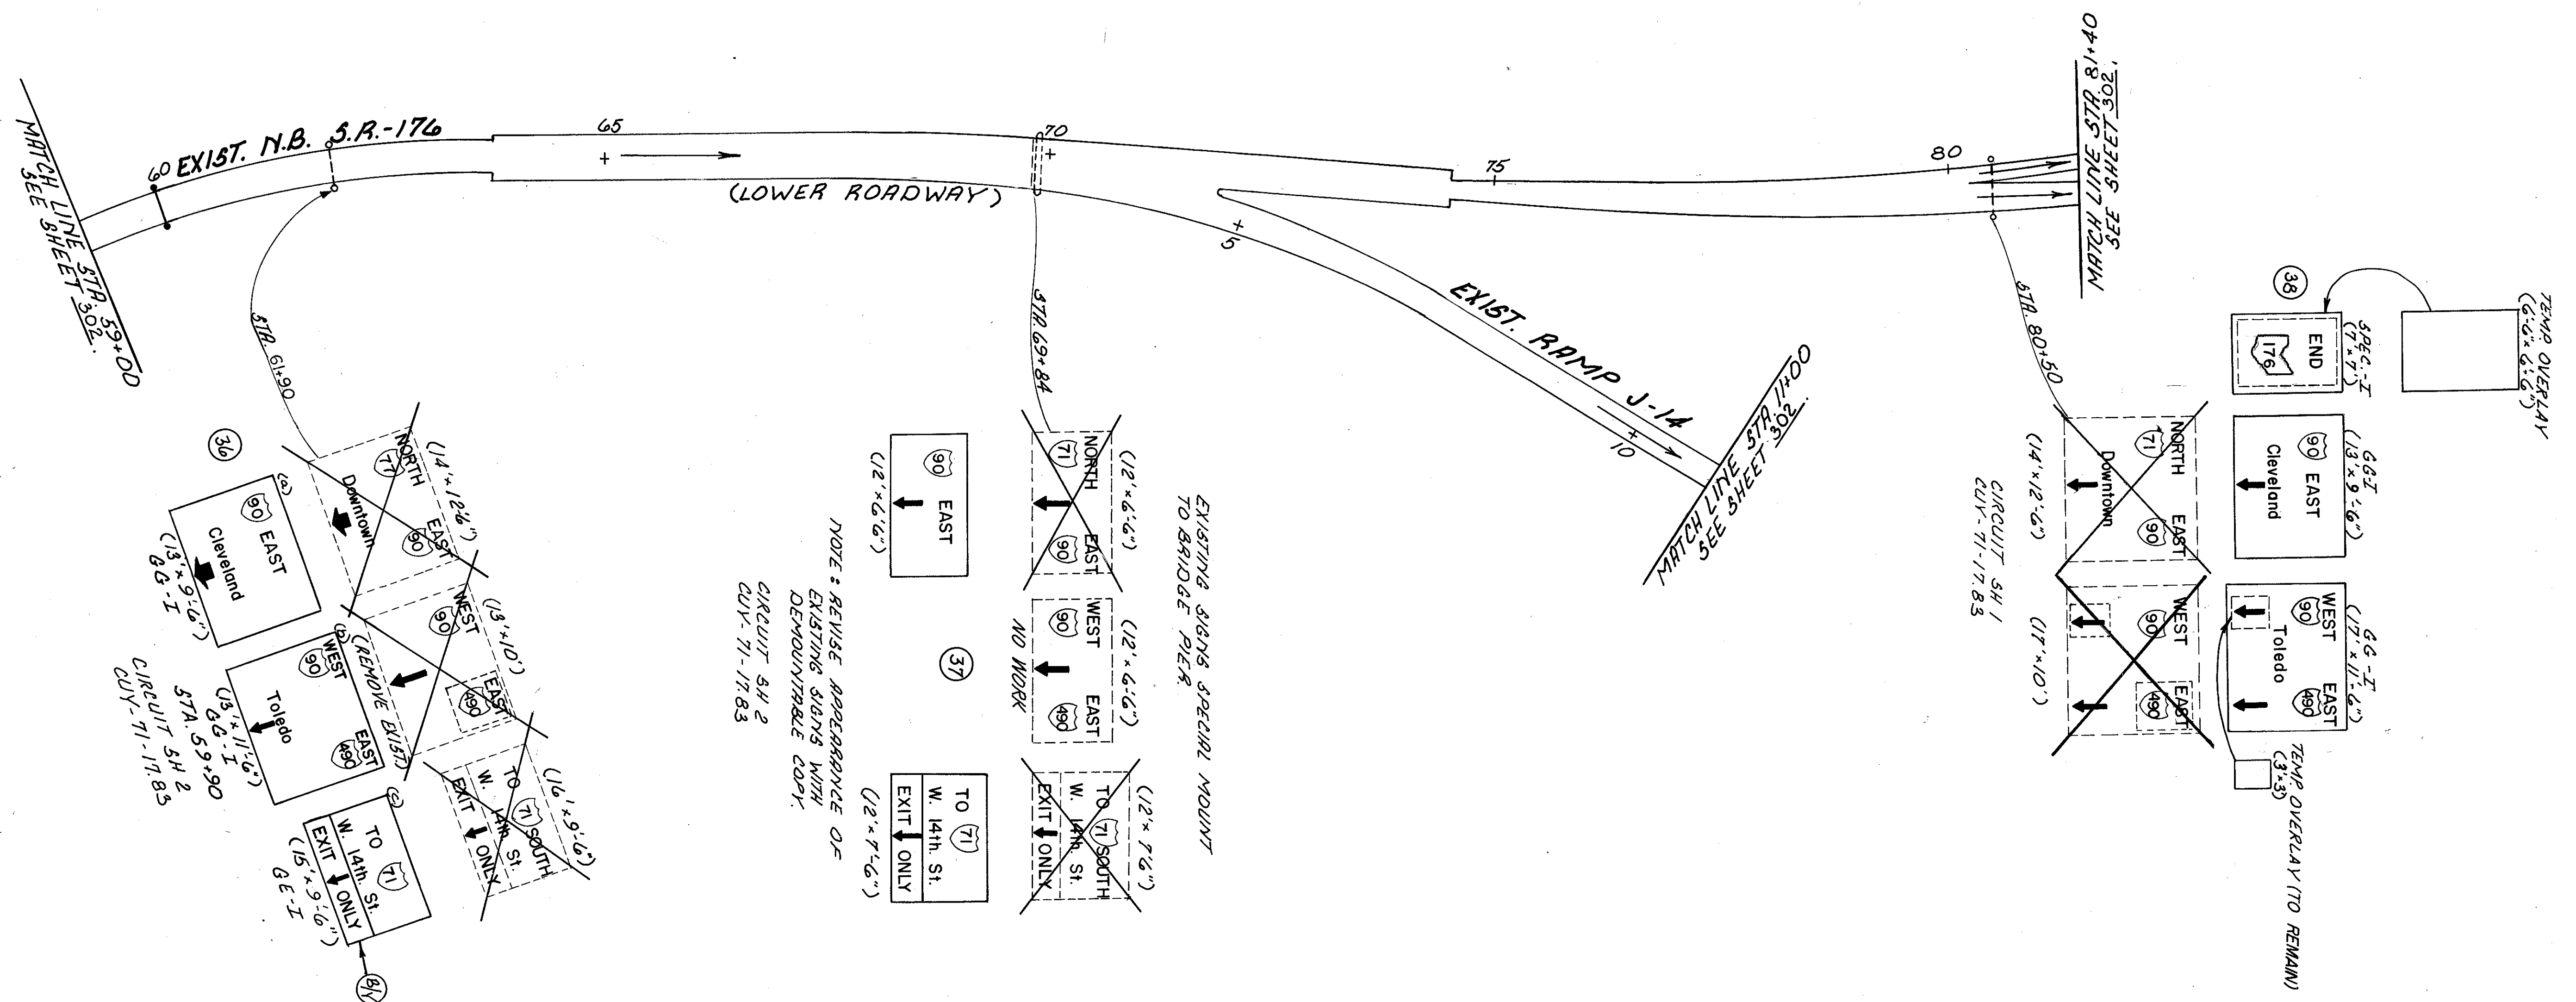 MATCH LINE STA. 59+00
SEE SHEET 302.
60
EXIST. N.B. S.R.-176
65
(LOWER ROADWAY)
70
75
80
5
EXIST. RAMP J-14
10
MATCH LINE STA. 11+00
SEE SHEET 302.
MATCH LINE STA. 81+40
SEE SHEET 302.
STA. 61+90
STA. 69+84
STA. 80+50
36
(14'x12'-6")
NORTH
77
EAST
90
Downtown
(13'x10')
WEST
90
EAST
490
(REMOVE EXIST.)
(16'x9'-6")
TO 71 SOUTH
W. 14th. St.
EXIT ONLY
(a)
90 EAST
Cleveland
(13'x9'-6")
GG-I
(b)
WEST
90
EAST
490
Toledo
(13'x11'-6")
GG-I
STA. 59+90
CIRCUIT SH 2
CUY-71-17.83
(c)
TO 71
W. 14th. St.
EXIT ONLY
(15'x9'-6")
GE-I
B/Y
EXISTING SIGNS SPECIAL MOUNT
TO BRIDGE PIER
(12'x6'-6")
NORTH
71
EAST
90
(12'x6'-6")
WEST
90
EAST
490
NO WORK
(12'x7'6")
TO 71 SOUTH
W. 14th. St.
EXIT ONLY
90 EAST
(12'x6'6")
37
TO 71
W. 14th. St.
EXIT ONLY
(12'x7'-6")
NOTE: REVISE APPEARANCE OF
EXISTING SIGNS WITH
DEMOUNTABLE COPY.
CIRCUIT SH 2
CUY-71-17.83
TEMP. OVERLAY
(6'-6"x6'-6")
38
SPEC.-I
(7'x7')
END
176
GG-I
(13'x9'-6")
90 EAST
Cleveland
GG-I
(17'x11'-6")
WEST
90
EAST
490
Toledo
TEMP. OVERLAY (TO REMAIN)
(3'x3')
NORTH
71
EAST
90
Downtown
(14'x12'-6")
WEST
90
EAST
490
(17'x10')
CIRCUIT SH 1
CUY-71-17.83